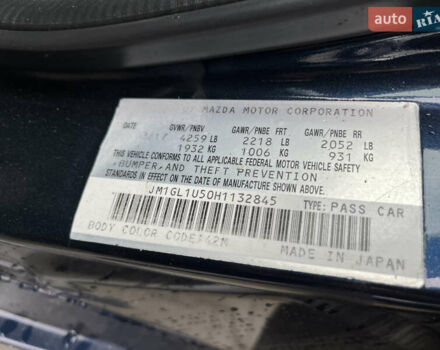 auto RIA
MAZDA MOTOR CORPORATION
DATE GVWR/PNBV GAWR/PNBE FRT GAWR/PNBE RR
4259 LB 2218 LB 2052 LB
1932 KG 1006 KG 931 KG
THIS VEHICLE CONFORMS TO ALL APPLICABLE FEDERAL MOTOR VEHICLE SAFETY
BUMPER, AND THEFT PREVENTION
STANDARDS IN EFFECT ON THE DATE OF MANUFACTURE SHOWN ABOVE.
JM1GL1U50H1132845 TYPE: PASS CAR
BODY COLOR CODE: 42M MADE IN JAPAN